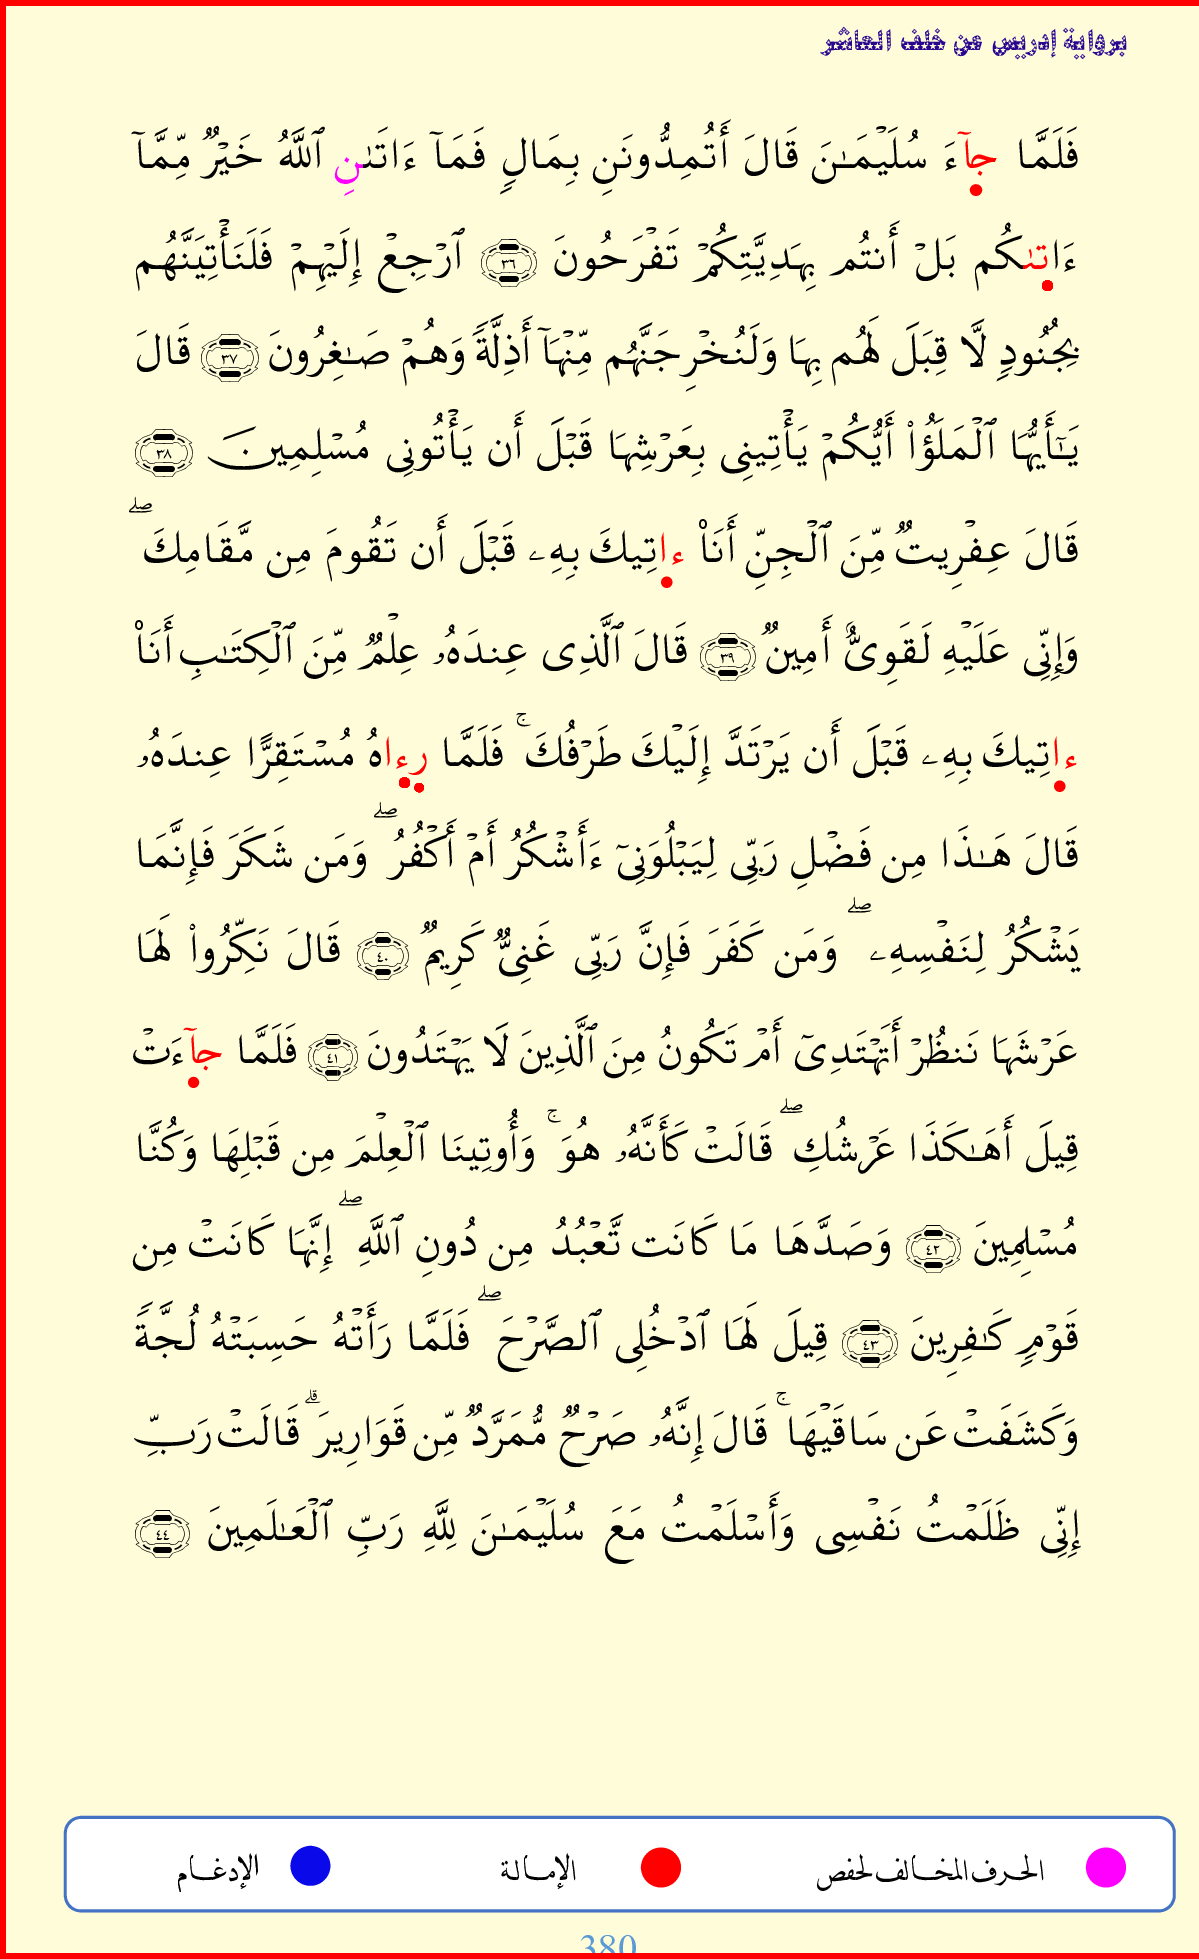 برواية إدريس عن خلف العاشر
فَلَمَّا جَآءَ سُلَيۡمَـٰنَ قَالَ أَتُمِدُّونَنِ بِمَالٍ فَمَآ ءَاتَىٰنِ ٱللَّهُ خَيۡرٌ مِّمَّآ
ءَاتَىٰكُم بَلۡ أَنتُم بِهَدِيَّتِكُمۡ تَفۡرَحُونَ ٣٦ ٱرۡجِعۡ إِلَيۡهِمۡ فَلَنَأۡتِيَنَّهُم
بِجُنُودٍ لَّا قِبَلَ لَهُم بِهَا وَلَنُخۡرِجَنَّهُم مِّنۡهَآ أَذِلَّةً وَهُمۡ صَـٰغِرُونَ ٣٧ قَالَ
يَـٰٓأَيُّهَا ٱلۡمَلَؤُاْ أَيُّكُمۡ يَأۡتِينِى بِعَرۡشِهَا قَبۡلَ أَن يَأۡتُونِى مُسۡلِمِينَ ٣٨
قَالَ عِفۡرِيتٌ مِّنَ ٱلۡجِنِّ أَنَا۠ ءاتِيكَ بِهِۦ قَبۡلَ أَن تَقُومَ مِن مَّقَامِكَۖ
وَإِنِّى عَلَيۡهِ لَقَوِىٌّ أَمِينٌ ٣٩ قَالَ ٱلَّذِى عِندَهُۥ عِلۡمٌ مِّنَ ٱلۡكِتَـٰبِ أَنَا۠
ءاتِيكَ بِهِۦ قَبۡلَ أَن يَرۡتَدَّ إِلَيۡكَ طَرۡفُكَۚ فَلَمَّا رءاهُ مُسۡتَقِرًّا عِندَهُۥ
قَالَ هَـٰذَا مِن فَضۡلِ رَبِّى لِيَبۡلُوَنِىٓ ءَأَشۡكُرُ أَمۡ أَكۡفُرُۖ وَمَن شَكَرَ فَإِنَّمَا
يَشۡكُرُ لِنَفۡسِهِۦۖ وَمَن كَفَرَ فَإِنَّ رَبِّى غَنِىٌّ كَرِيمٌ ٤٠ قَالَ نَكِّرُواْ لَهَا
عَرۡشَهَا نَنظُرۡ أَتَهۡتَدِىٓ أَمۡ تَكُونُ مِنَ ٱلَّذِينَ لَا يَهۡتَدُونَ ٤١ فَلَمَّا جآءَتۡ
قِيلَ أَهَـٰكَذَا عَرۡشُكِۖ قَالَتۡ كَأَنَّهُۥ هُوَۚ وَأُوتِينَا ٱلۡعِلۡمَ مِن قَبۡلِهَا وَكُنَّا
مُسۡلِمِينَ ٤٢ وَصَدَّهَا مَا كَانَت تَّعۡبُدُ مِن دُونِ ٱللَّهِۖ إِنَّهَا كَانَتۡ مِن
قَوۡمٍ كَـٰفِرِينَ ٤٣ قِيلَ لَهَا ٱدۡخُلِى ٱلصَّرۡحَۖ فَلَمَّا رَأَتۡهُ حَسِبَتۡهُ لُجَّةً
وَكَشَفَتۡ عَن سَاقَيۡهَاۚ قَالَ إِنَّهُۥ صَرۡحٌ مُّمَرَّدٌ مِّن قَوَارِيرَۗ قَالَتۡ رَبِّ
إِنِّى ظَلَمۡتُ نَفۡسِى وَأَسۡلَمۡتُ مَعَ سُلَيۡمَـٰنَ لِلَّهِ رَبِّ ٱلۡعَـٰلَمِينَ ٤٤
الحرف المخالف لحفص الإمالة الإدغام
380